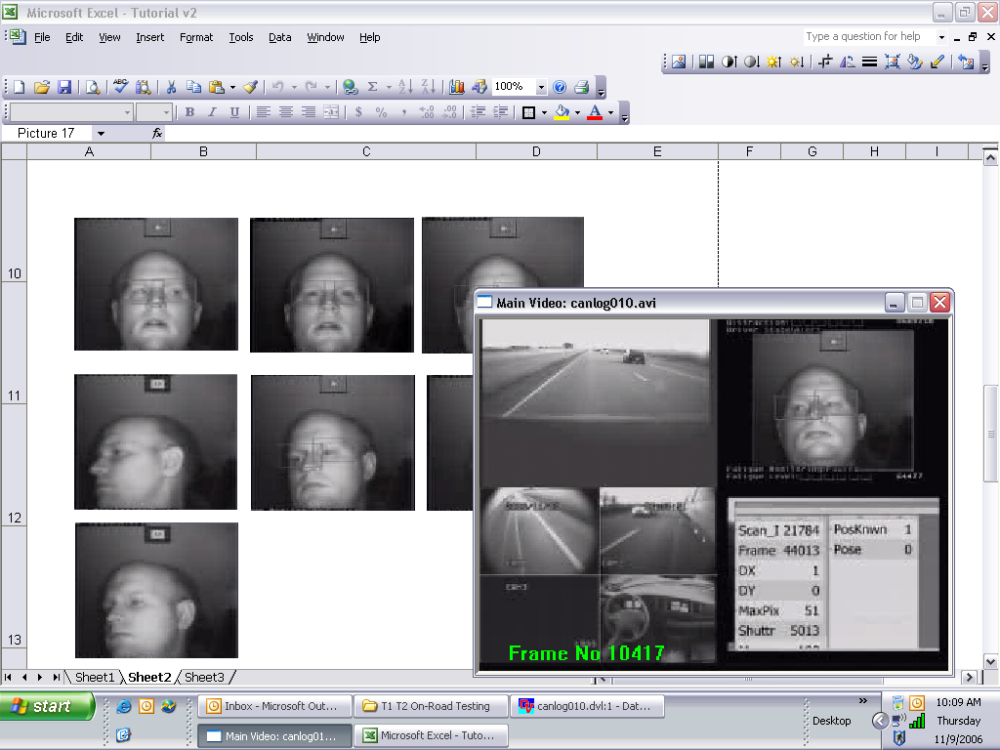 Microsoft Excel - Tutorial v2
File Edit View Insert Format Tools Data Window Help
Type a question for help
100%
Picture 17
fx
A B C D E F G H I
10
11
12
13
Main Video: canlog010.avi
Scan_I 21784
Frame 44013
DX 1
DY 0
MaxPix 51
Shuttr 5013
PosKnwn 1
Pose 0
Frame No 10417
Sheet1 Sheet2 Sheet3
start
Inbox - Microsoft Out...
T1 T2 On-Road Testing
canlog010.dvl:1 - Dat...
Main Video: canlog01...
Microsoft Excel - Tuto...
Desktop
10:09 AM
Thursday
11/9/2006